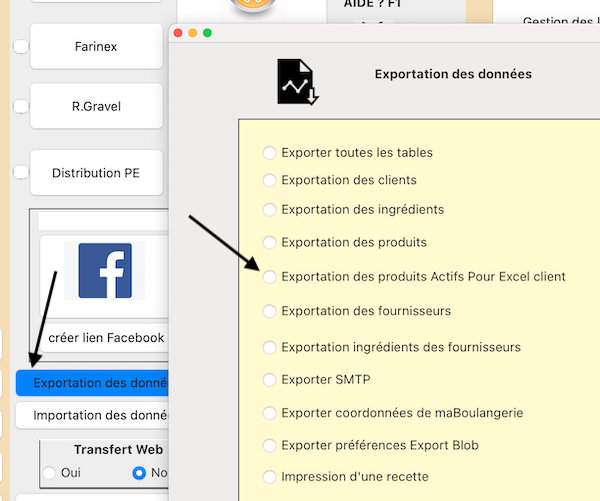 AIDE ? F1
Gestion des l
Farinex
R.Gravel
Distribution PE
créer lien Facebook
Exportation des donné
Importation des donné
Transfert Web
Oui
No
Exportation des données
Exporter toutes les tables
Exportation des clients
Exportation des ingrédients
Exportation des produits
Exportation des produits Actifs Pour Excel client
Exportation des fournisseurs
Exportation ingrédients des fournisseurs
Exporter SMTP
Exporter coordonnées de maBoulangerie
Exporter préférences Export Blob
Impression d'une recette